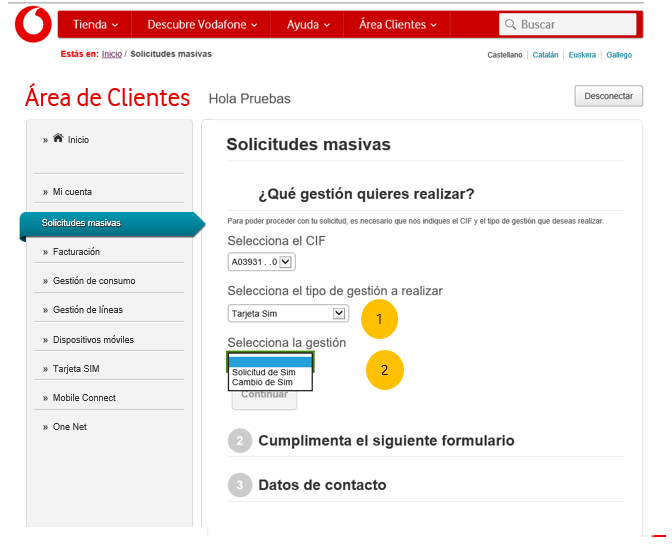 Tienda Descubre Vodafone Ayuda Área Clientes Buscar
Estás en: Inicio / Solicitudes masivas
Castellano | Catalán | Euskera | Gallego
Área de Clientes Hola Pruebas
Desconectar
» Inicio
» Mi cuenta
Solicitudes masivas
» Facturación
» Gestión de consumo
» Gestión de líneas
» Dispositivos móviles
» Tarjeta SIM
» Mobile Connect
» One Net
Solicitudes masivas
¿Qué gestión quieres realizar?
Para poder proceder con tu solicitud, es necesario que nos indiques el CIF y el tipo de gestión que deseas realizar.
Selecciona el CIF
A03931 . . 0
Selecciona el tipo de gestión a realizar
Tarjeta Sim
1
Selecciona la gestión
2
Solicitud de Sim
Cambio de Sim
Continuar
2 Cumplimenta el siguiente formulario
3 Datos de contacto